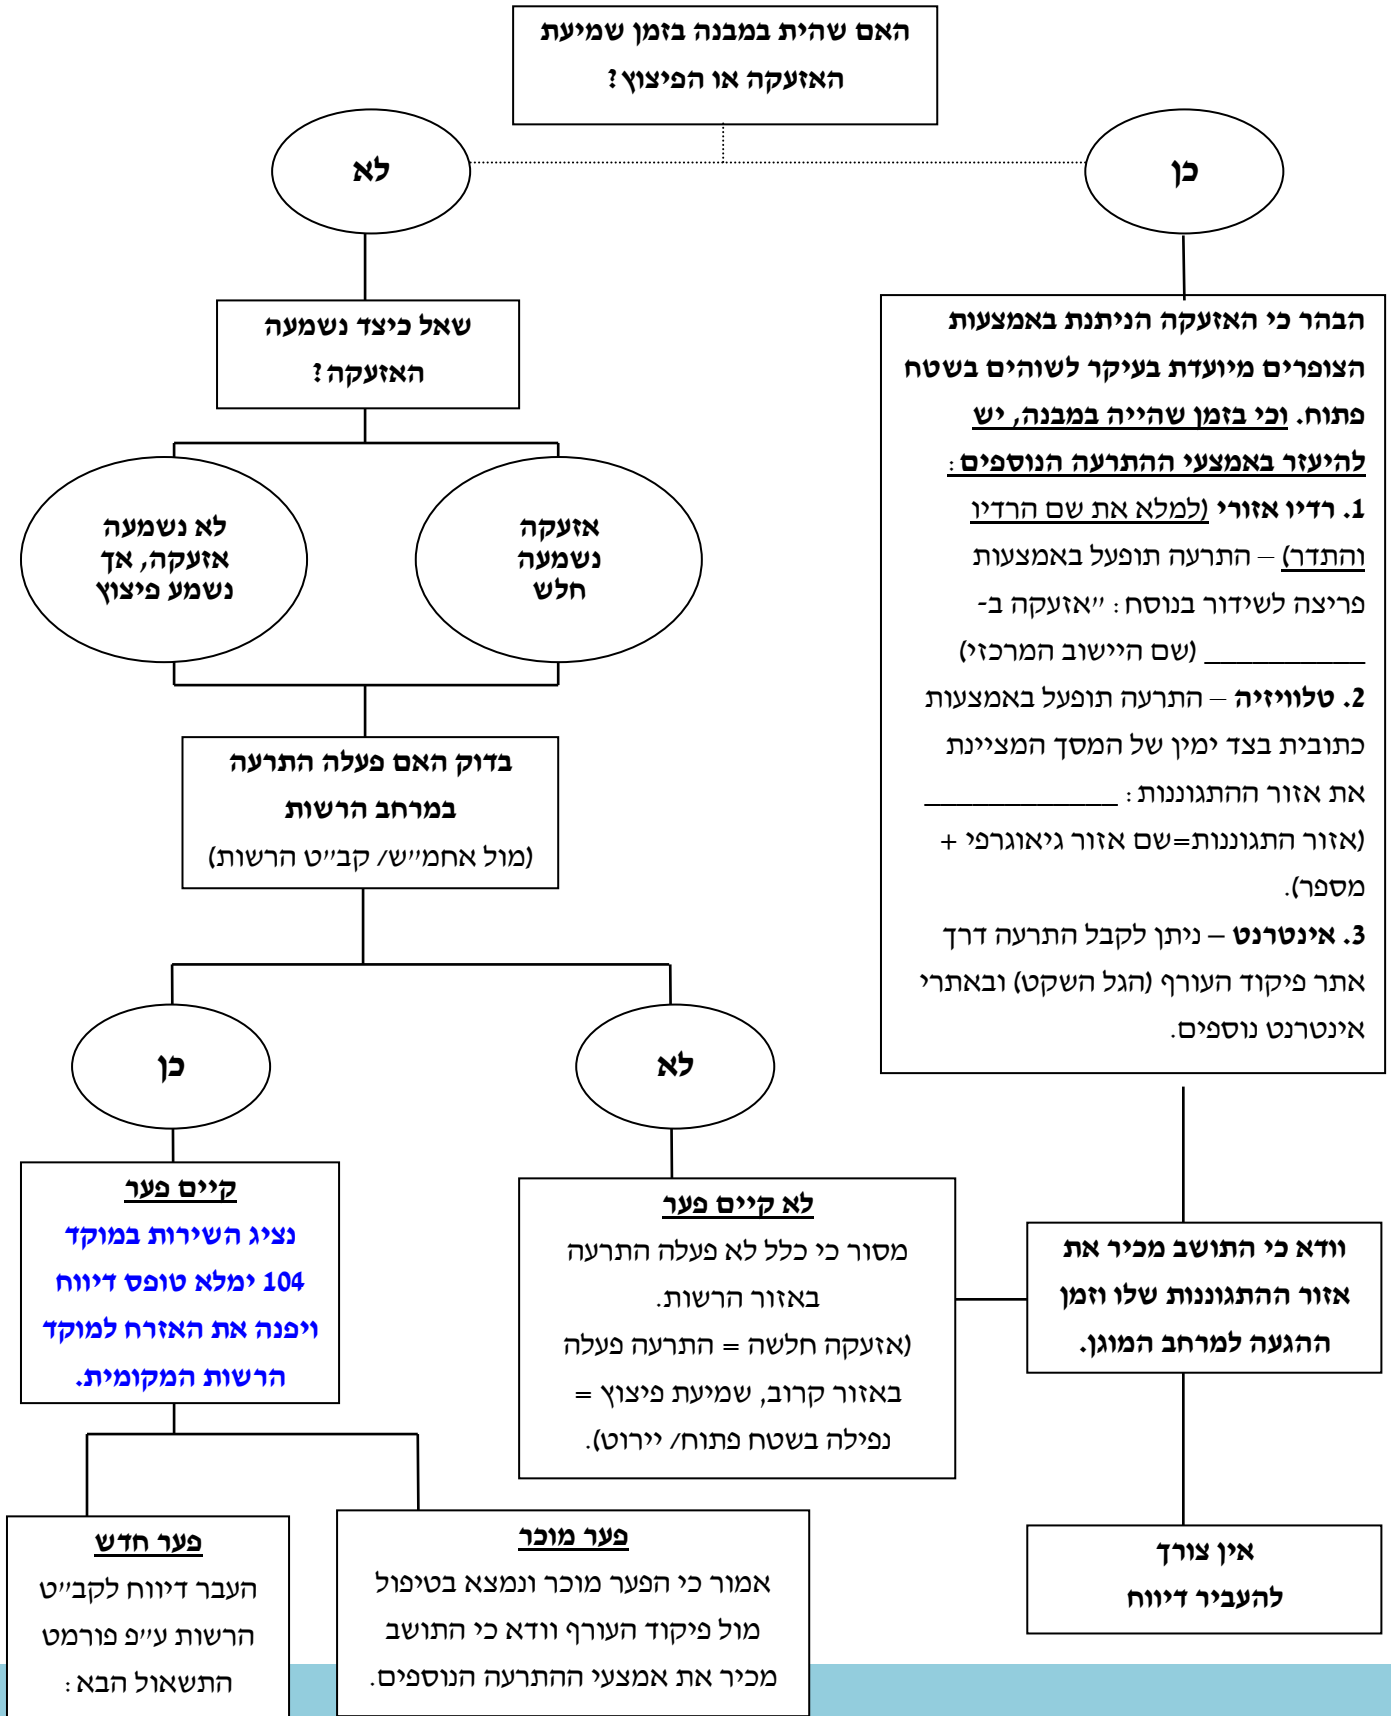 האם שהית במבנה בזמן שמיעת
האזעקה או הפיצוץ?
כן
לא
הבהר כי האזעקה הניתנת באמצעות
הצופרים מיועדת בעיקר לשוהים בשטח
פתוח. וכי בזמן שהייה במבנה, יש
להיעזר באמצעי ההתרעה הנוספים:
1. רדיו אזורי (למלא את שם הרדיו
והתדר) – התרעה תופעל באמצעות
פריצה לשידור בנוסח: "אזעקה ב-
__________ (שם היישוב המרכזי)
2. טלוויזיה – התרעה תופעל באמצעות
כתובית בצד ימין של המסך המציינת
את אזור ההתגוננות: ____________
(אזור התגוננות=שם אזור גיאוגרפי +
מספר).
3. אינטרנט – ניתן לקבל התרעה דרך
אתר פיקוד העורף (הגל השקט) ובאתרי
אינטרנט נוספים.
שאל כיצד נשמעה
האזעקה?
אזעקה
נשמעה
חלש
לא נשמעה
אזעקה, אך
נשמע פיצוץ
בדוק האם פעלה התרעה
במרחב הרשות
(מול אחמ"ש/ קב"ט הרשות)
לא
כן
וודא כי התושב מכיר את
אזור ההתגוננות שלו וזמן
ההגעה למרחב המוגן.
לא קיים פער
מסור כי כלל לא פעלה התרעה
באזור הרשות.
(אזעקה חלשה = התרעה פעלה
באזור קרוב, שמיעת פיצוץ =
נפילה בשטח פתוח/ יירוט).
קיים פער
נציג השירות במוקד
104 ימלא טופס דיווח
ויפנה את האזרח למוקד
הרשות המקומית.
אין צורך
להעביר דיווח
פער מוכר
אמור כי הפער מוכר ונמצא בטיפול
מול פיקוד העורף וודא כי התושב
מכיר את אמצעי ההתרעה הנוספים.
פער חדש
העבר דיווח לקב"ט
הרשות ע"פ פורמט
התשאול הבא: